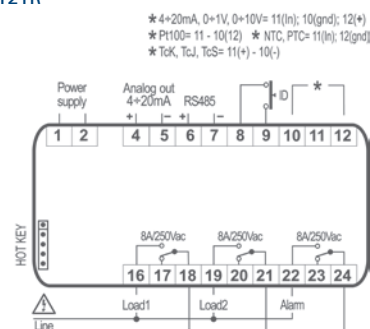 * 4÷20mA, 0÷1V, 0÷10V= 11(In); 10(gnd); 12(+)
* Pt100= 11 - 10(12) * NTC, PTC= 11(In); 12(gnd)
* TcK, TcJ, TcS= 11(+) - 10(-)
Power supply
Analog out 4÷20mA
RS485
ID
*
+ - + -
1 2 4 5 6 7 8 9 10 11 12
HOT KEY
8A/250Vac 8A/250Vac 8A/250Vac
16 17 18 19 20 21 22 23 24
Load1 Load2 Alarm
Line